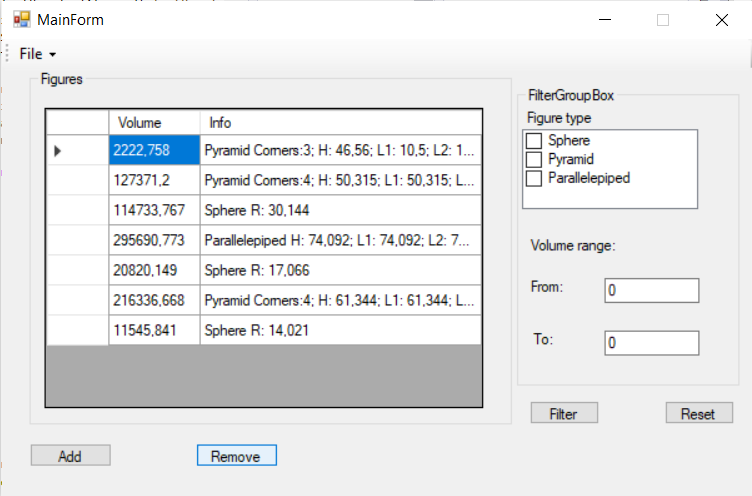 MainForm
File
Figures
Volume Info
2222,758 Pyramid Corners:3; H: 46,56; L1: 10,5; L2: 1...
127371,2 Pyramid Corners:4; H: 50,315; L1: 50,315; L...
114733,767 Sphere R: 30,144
295690,773 Parallelepiped H: 74,092; L1: 74,092; L2: 7...
20820,149 Sphere R: 17,066
216336,668 Pyramid Corners:4; H: 61,344; L1: 61,344; L...
11545,841 Sphere R: 14,021
Add Remove
FilterGroupBox
Figure type
Sphere
Pyramid
Parallelepiped
Volume range:
From: 0
To: 0
Filter Reset